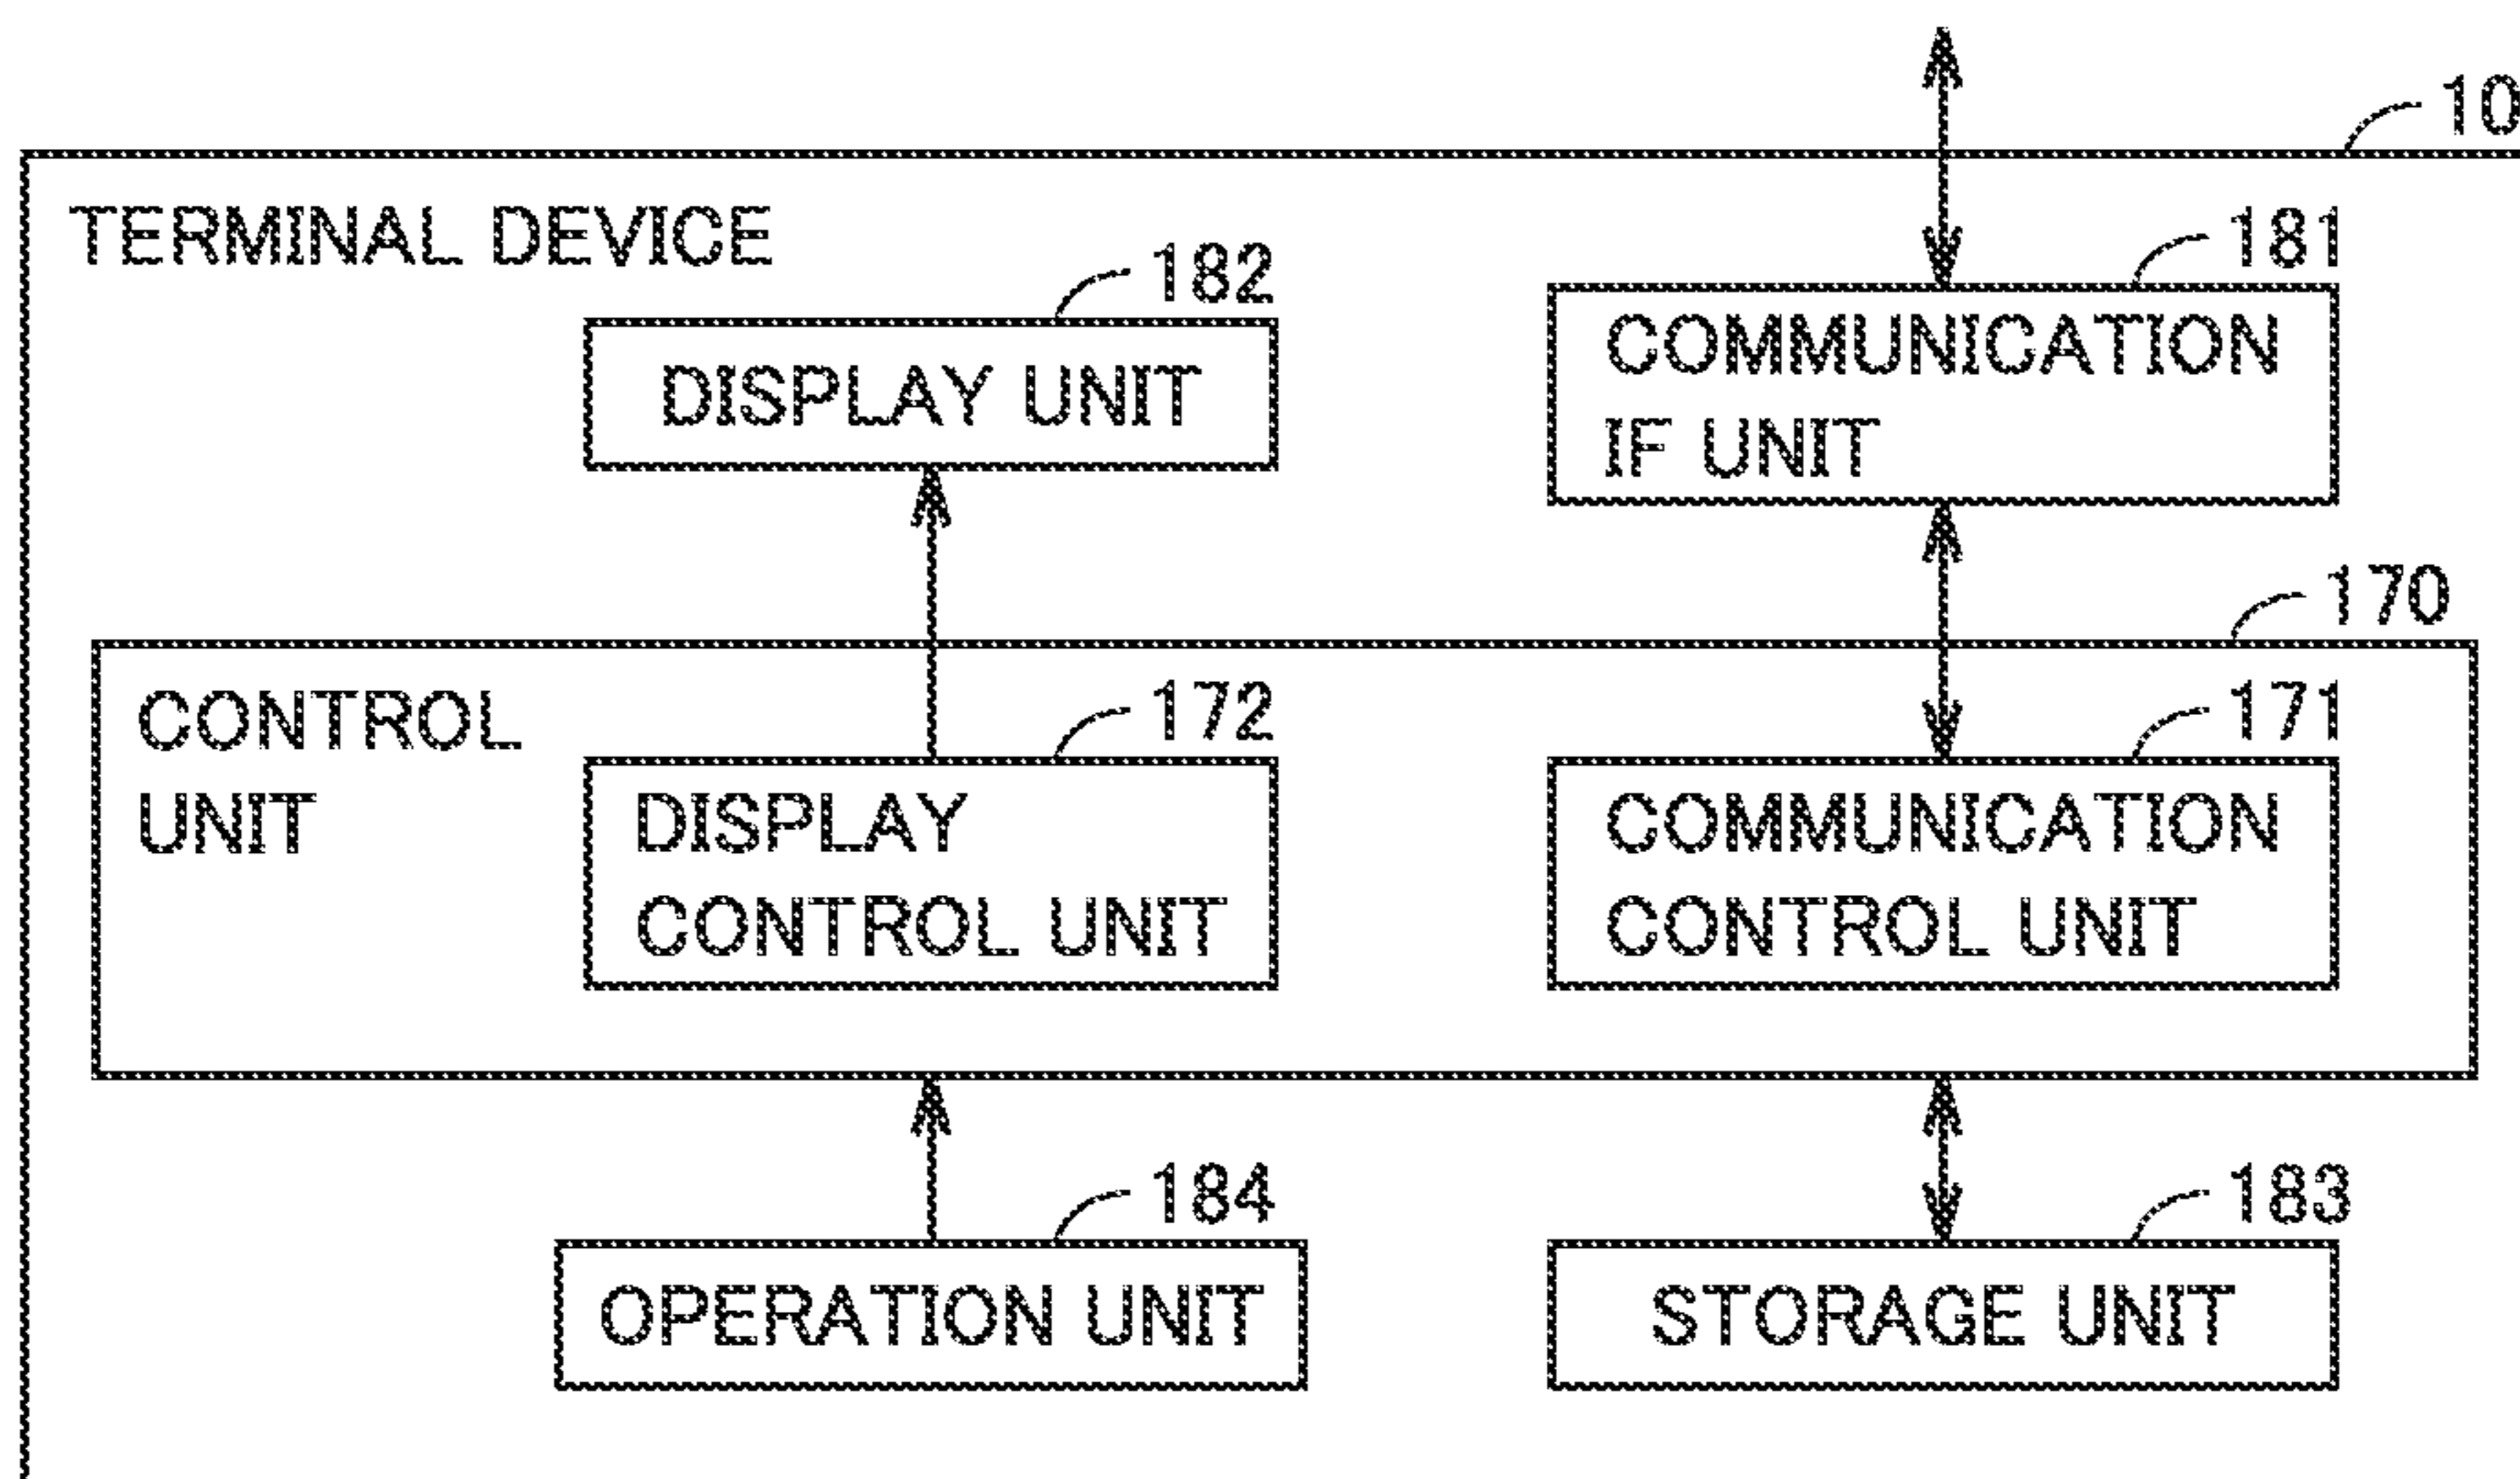 10
TERMINAL DEVICE
182
181
DISPLAY UNIT
COMMUNICATION
IF UNIT
170
CONTROL
UNIT
172
171
DISPLAY
CONTROL UNIT
COMMUNICATION
CONTROL UNIT
184
183
OPERATION UNIT
STORAGE UNIT